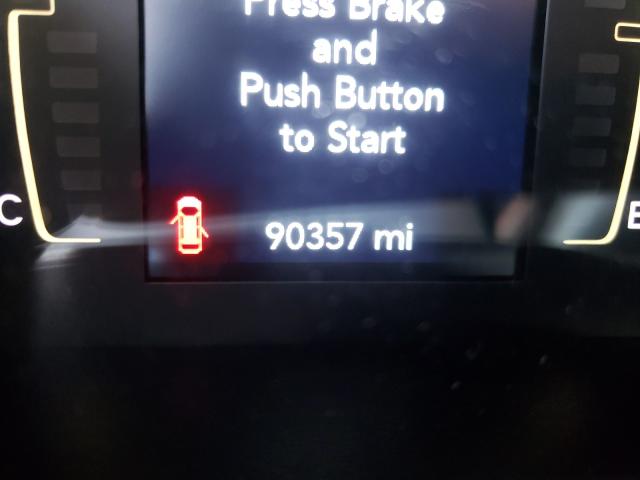 Press Brake
and
Push Button
to Start
C
90357 mi
E